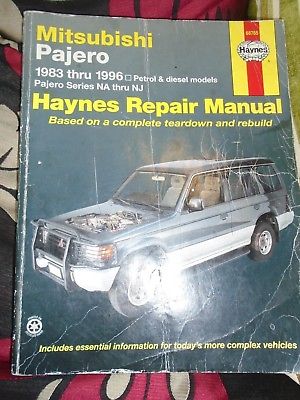 Mitsubishi
Pajero
68765
Haynes
1983 thru 1996 □ Petrol & diesel models
Pajero Series NA thru NJ
Haynes Repair Manual
Based on a complete teardown and rebuild
Includes essential information for today's more complex vehicles